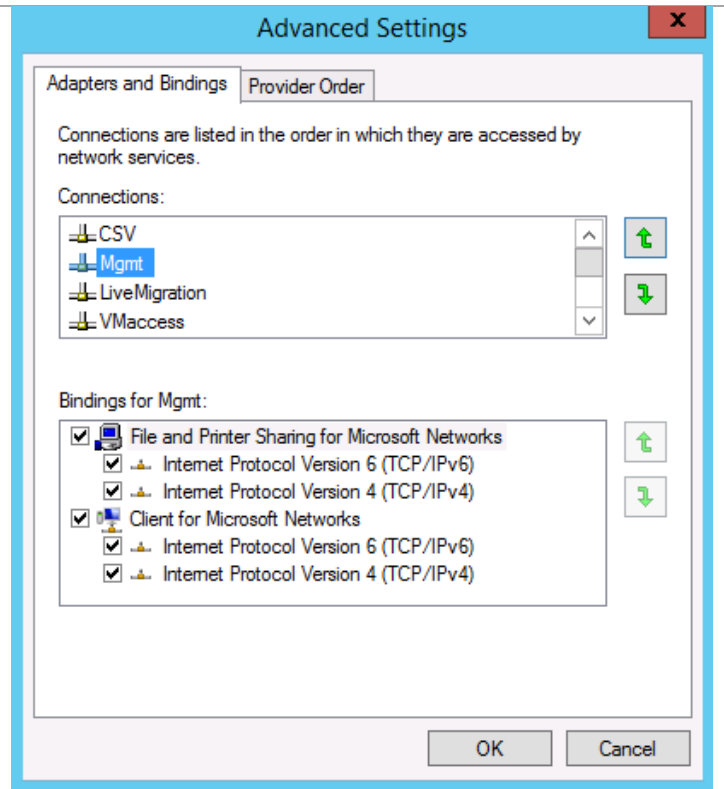 Advanced Settings
x
Adapters and Bindings
Provider Order
Connections are listed in the order in which they are accessed by
network services.
Connections:
CSV
Mgmt
LiveMigration
VMaccess
Bindings for Mgmt:
File and Printer Sharing for Microsoft Networks
Internet Protocol Version 6 (TCP/IPv6)
Internet Protocol Version 4 (TCP/IPv4)
Client for Microsoft Networks
Internet Protocol Version 6 (TCP/IPv6)
Internet Protocol Version 4 (TCP/IPv4)
OK
Cancel